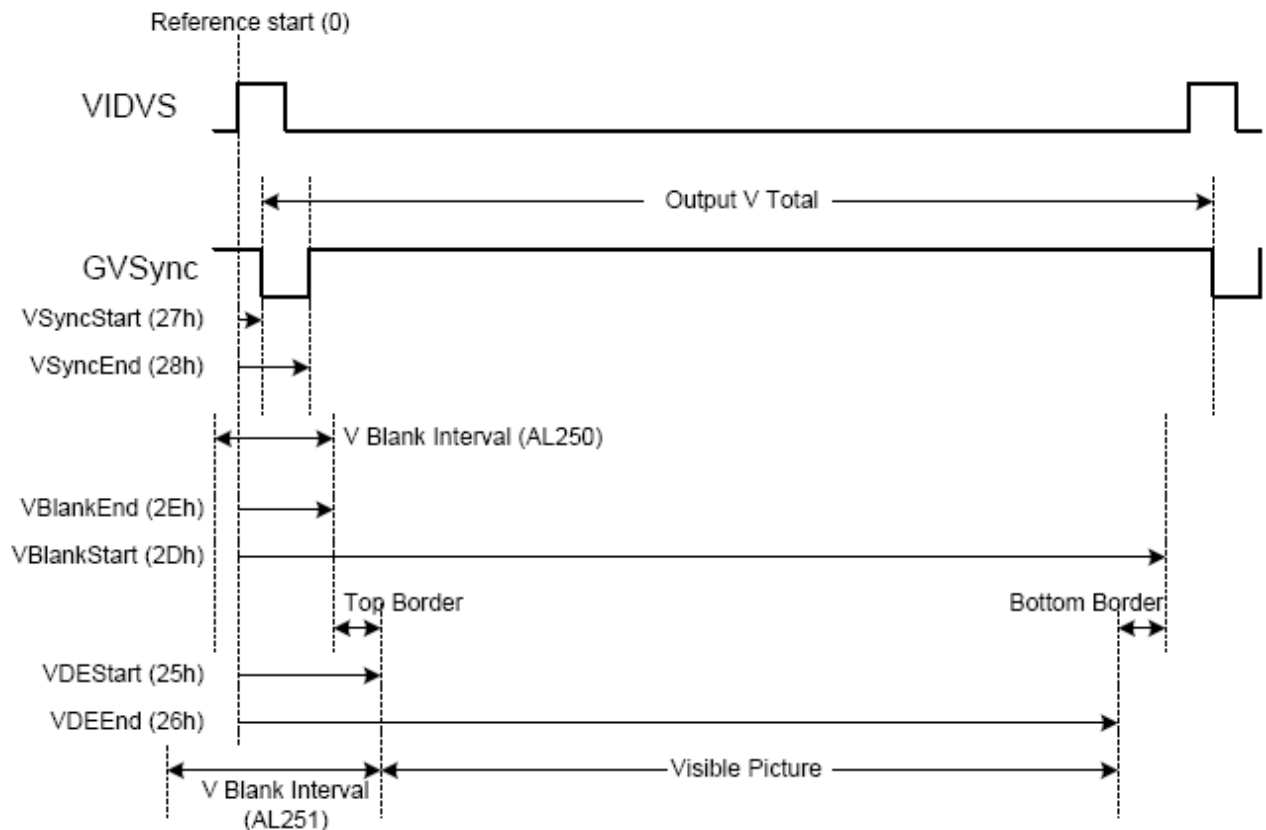 Reference start (0)
VIDVS
Output V Total
GVSync
VSyncStart (27h)
VSyncEnd (28h)
V Blank Interval (AL250)
VBlankEnd (2Eh)
VBlankStart (2Dh)
Top Border
Bottom Border
VDEStart (25h)
VDEEnd (26h)
Visible Picture
V Blank Interval
(AL251)